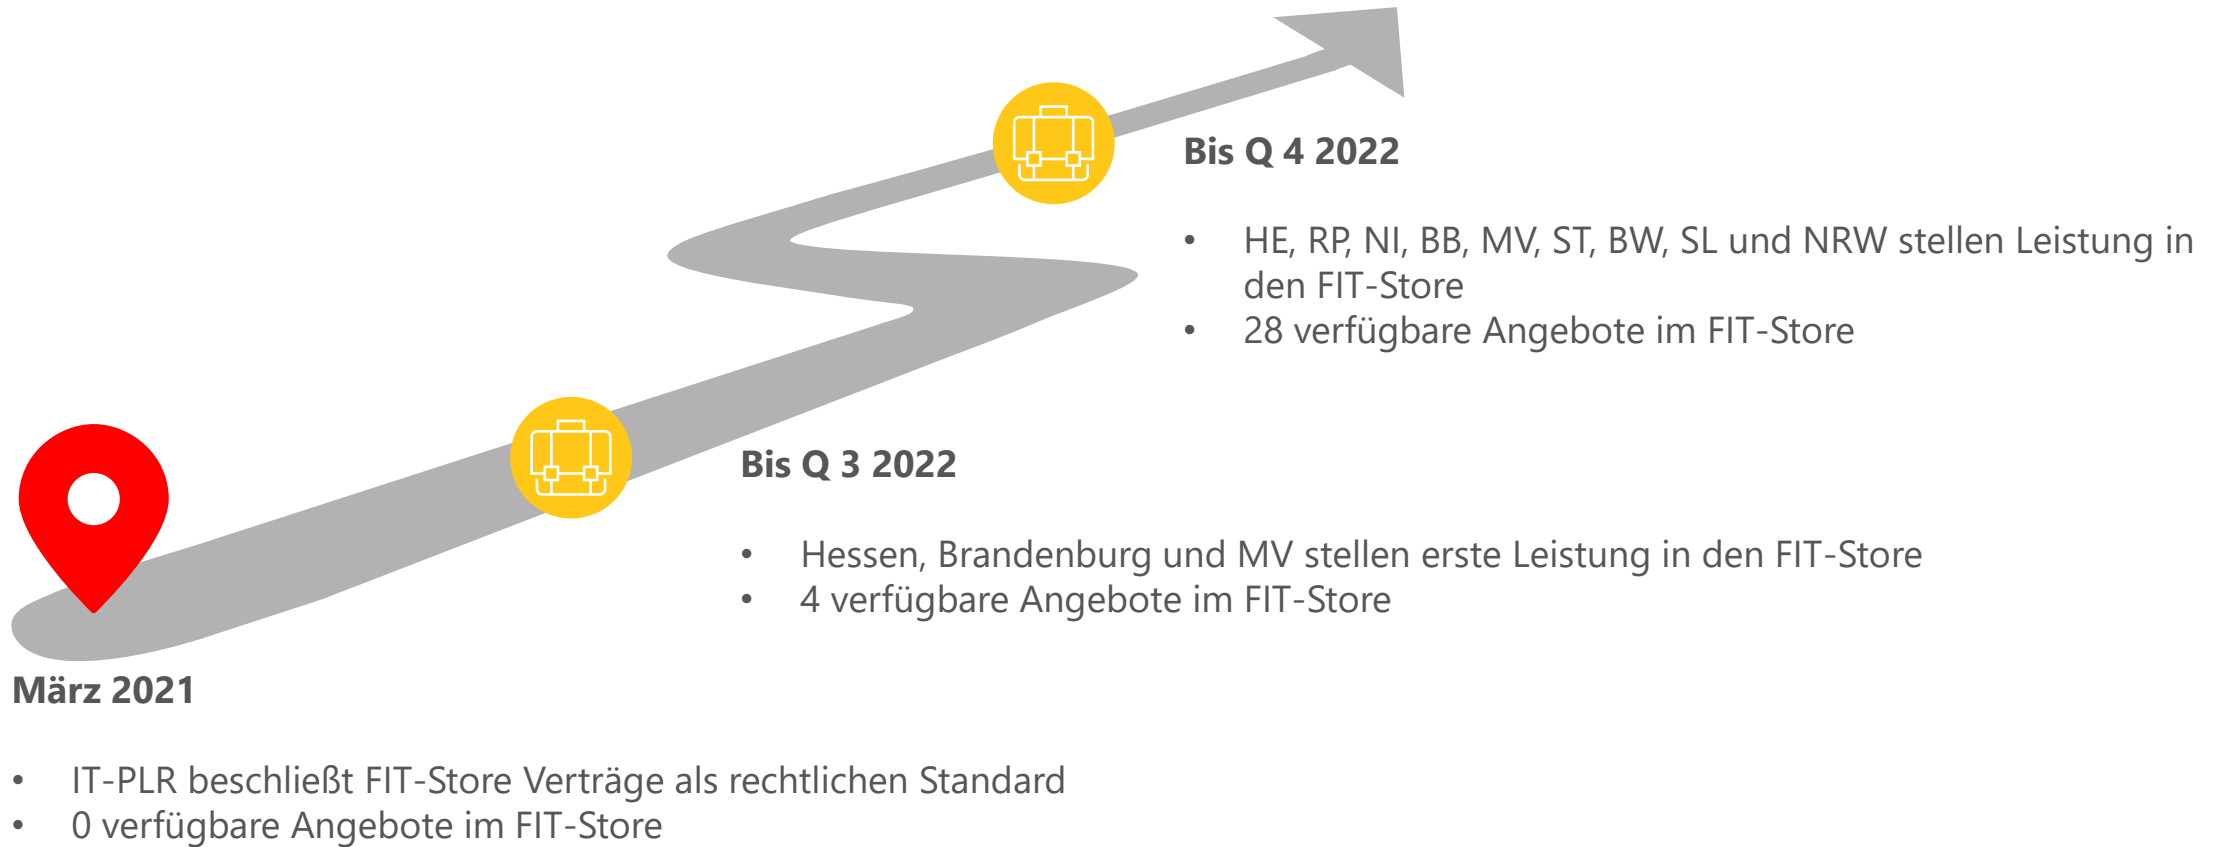 Bis Q 4 2022
• HE, RP, NI, BB, MV, ST, BW, SL und NRW stellen Leistung in
den FIT-Store
• 28 verfügbare Angebote im FIT-Store
Bis Q 3 2022
• Hessen, Brandenburg und MV stellen erste Leistung in den FIT-Store
• 4 verfügbare Angebote im FIT-Store
März 2021
• IT-PLR beschließt FIT-Store Verträge als rechtlichen Standard
• 0 verfügbare Angebote im FIT-Store